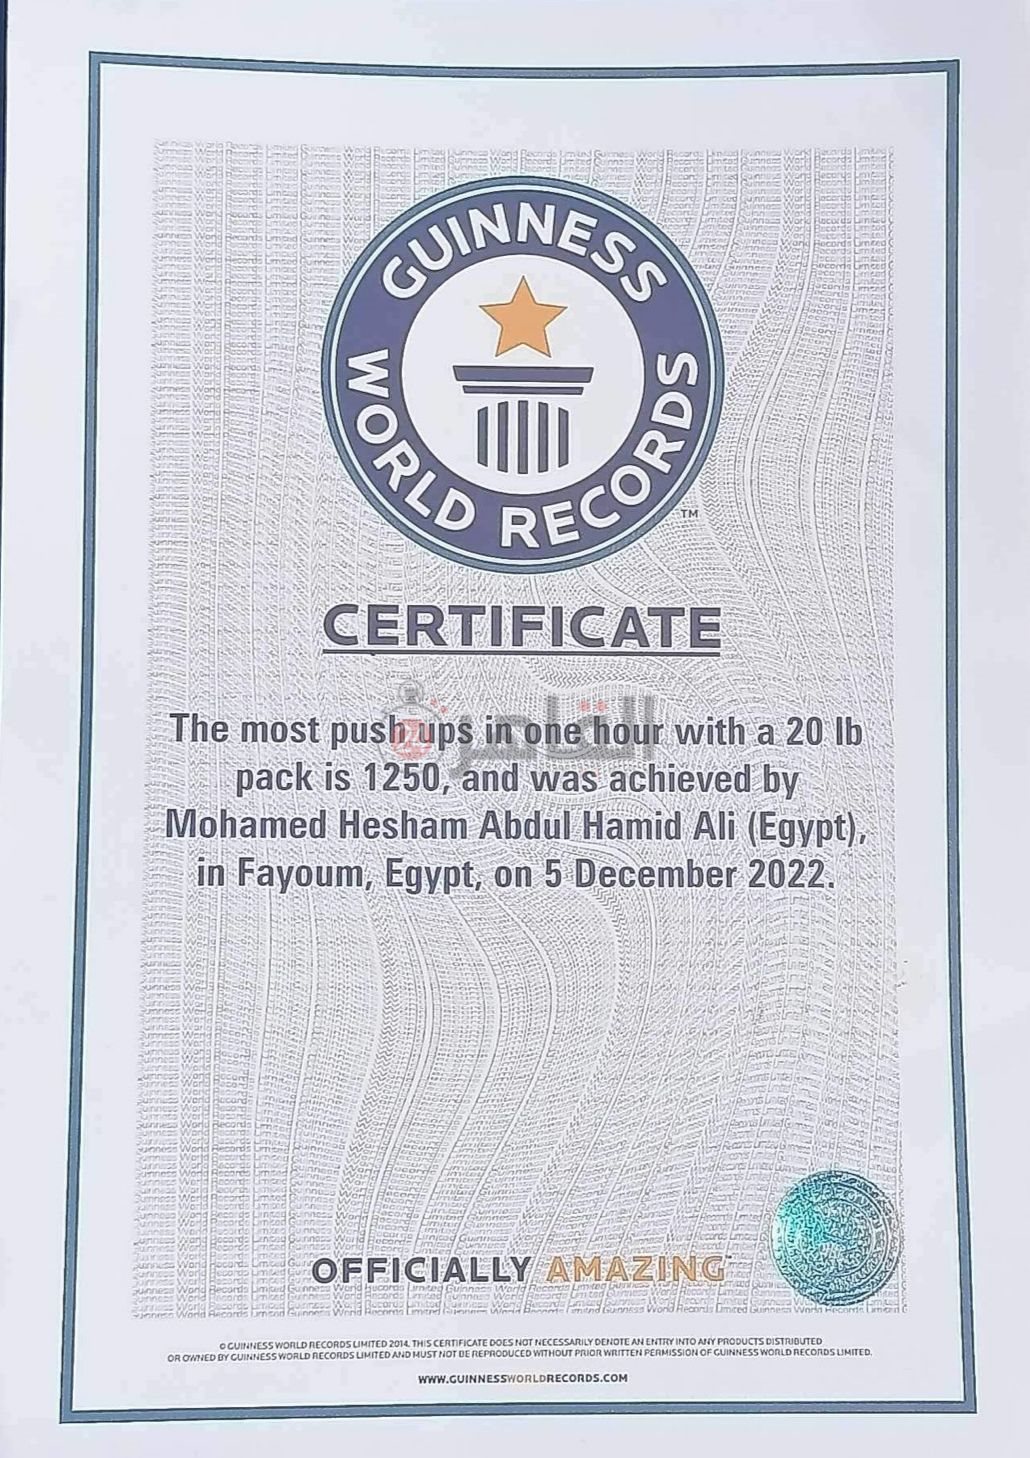 GUINNESS
WORLD RECORDS
TM
CERTIFICATE
القاهرة 24
The most push ups in one hour with a 20 lb
pack is 1250, and was achieved by
Mohamed Hesham Abdul Hamid Ali (Egypt),
in Fayoum, Egypt, on 5 December 2022.
OFFICIALLY AMAZING™
© GUINNESS WORLD RECORDS LIMITED 2014. THIS CERTIFICATE DOES NOT NECESSARILY DENOTE AN ENTRY INTO ANY PRODUCTS DISTRIBUTED
OR OWNED BY GUINNESS WORLD RECORDS LIMITED AND MUST NOT BE REPRODUCED WITHOUT PRIOR WRITTEN PERMISSION OF GUINNESS WORLD RECORDS LIMITED.
WWW.GUINNESSWORLDRECORDS.COM